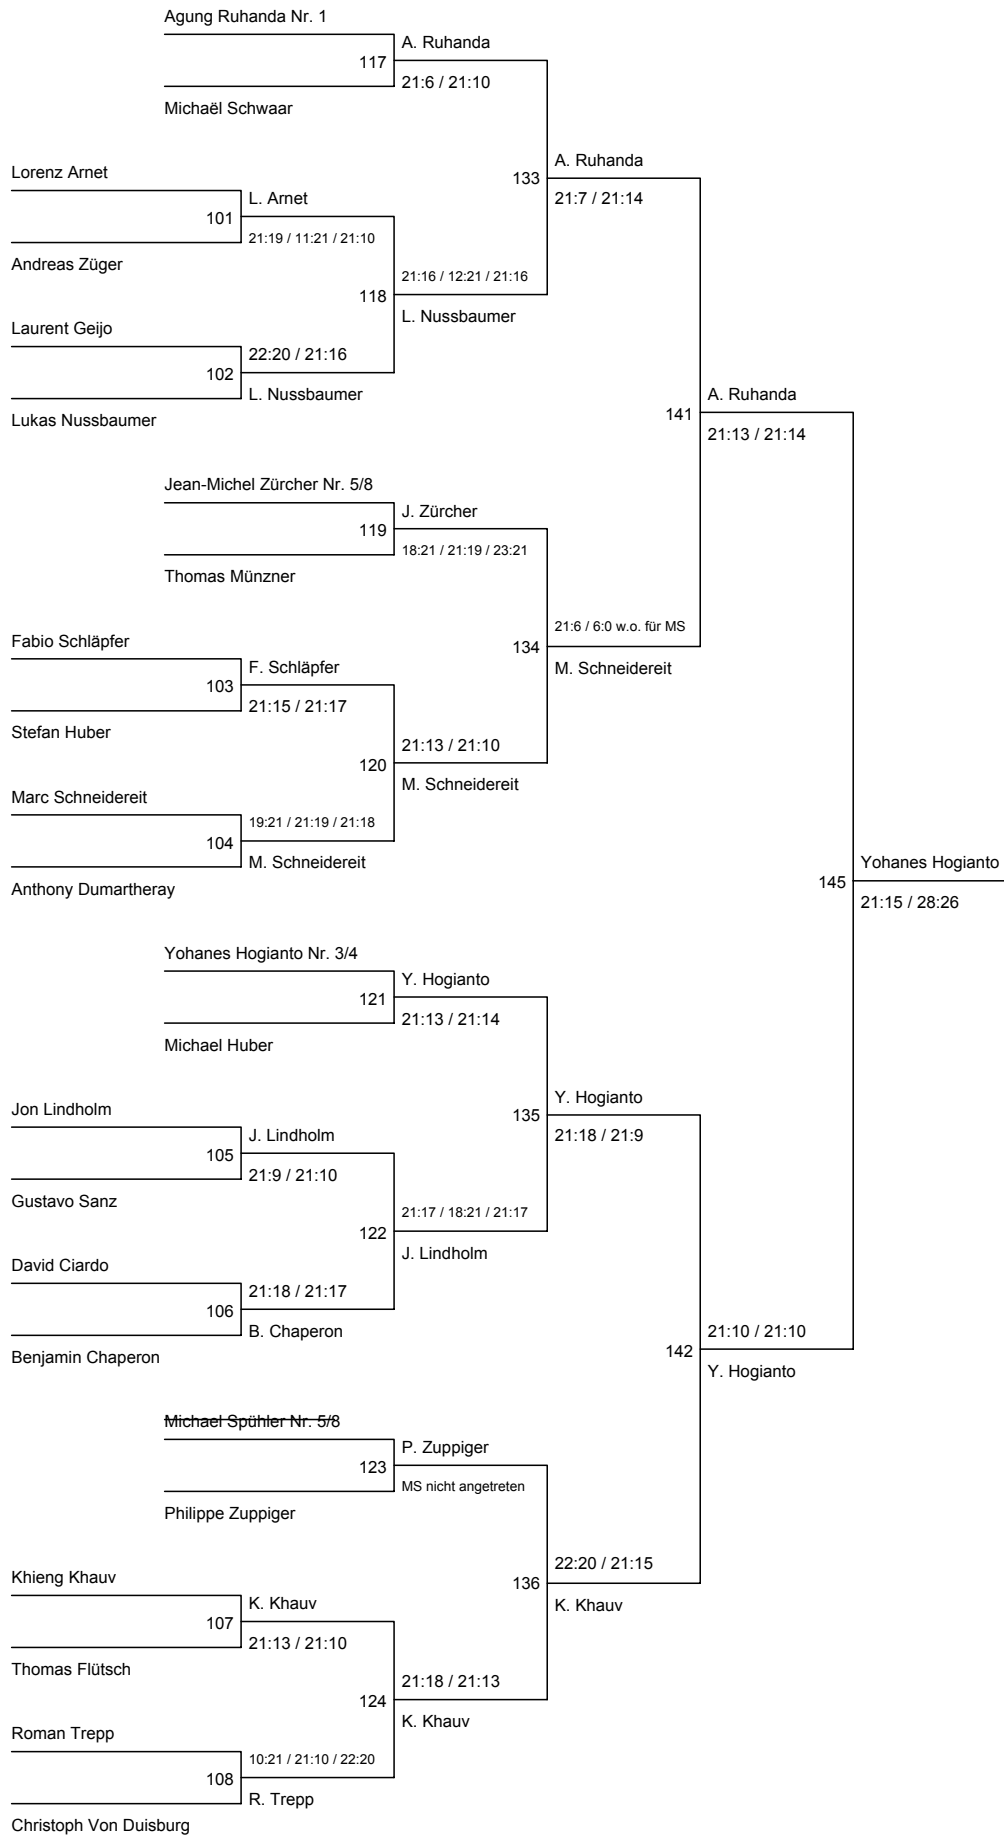 Agung Ruhanda Nr. 1
A. Ruhanda
117
21:6 / 21:10
Michaël Schwaar
A. Ruhanda
133
21:7 / 21:14
Lorenz Arnet
L. Arnet
101
21:19 / 11:21 / 21:10
Andreas Züger
21:16 / 12:21 / 21:16
118
L. Nussbaumer
Laurent Geijo
22:20 / 21:16
102
L. Nussbaumer
Lukas Nussbaumer
A. Ruhanda
141
21:13 / 21:14
Jean-Michel Zürcher Nr. 5/8
J. Zürcher
119
18:21 / 21:19 / 23:21
Thomas Münzner
21:6 / 6:0 w.o. für MS
134
M. Schneidereit
Fabio Schläpfer
F. Schläpfer
103
21:15 / 21:17
Stefan Huber
21:13 / 21:10
120
M. Schneidereit
Marc Schneidereit
19:21 / 21:19 / 21:18
104
M. Schneidereit
Anthony Dumartheray
Yohanes Hogianto
145
21:15 / 28:26
Yohanes Hogianto Nr. 3/4
Y. Hogianto
121
21:13 / 21:14
Michael Huber
Y. Hogianto
135
21:18 / 21:9
Jon Lindholm
J. Lindholm
105
21:9 / 21:10
Gustavo Sanz
21:17 / 18:21 / 21:17
122
J. Lindholm
David Ciardo
21:18 / 21:17
106
B. Chaperon
Benjamin Chaperon
21:10 / 21:10
142
Y. Hogianto
Michael Spühler Nr. 5/8
P. Zuppiger
123
MS nicht angetreten
Philippe Zuppiger
22:20 / 21:15
136
K. Khauv
Khieng Khauv
K. Khauv
107
21:13 / 21:10
Thomas Flütsch
21:18 / 21:13
124
K. Khauv
Roman Trepp
10:21 / 21:10 / 22:20
108
R. Trepp
Christoph Von Duisburg